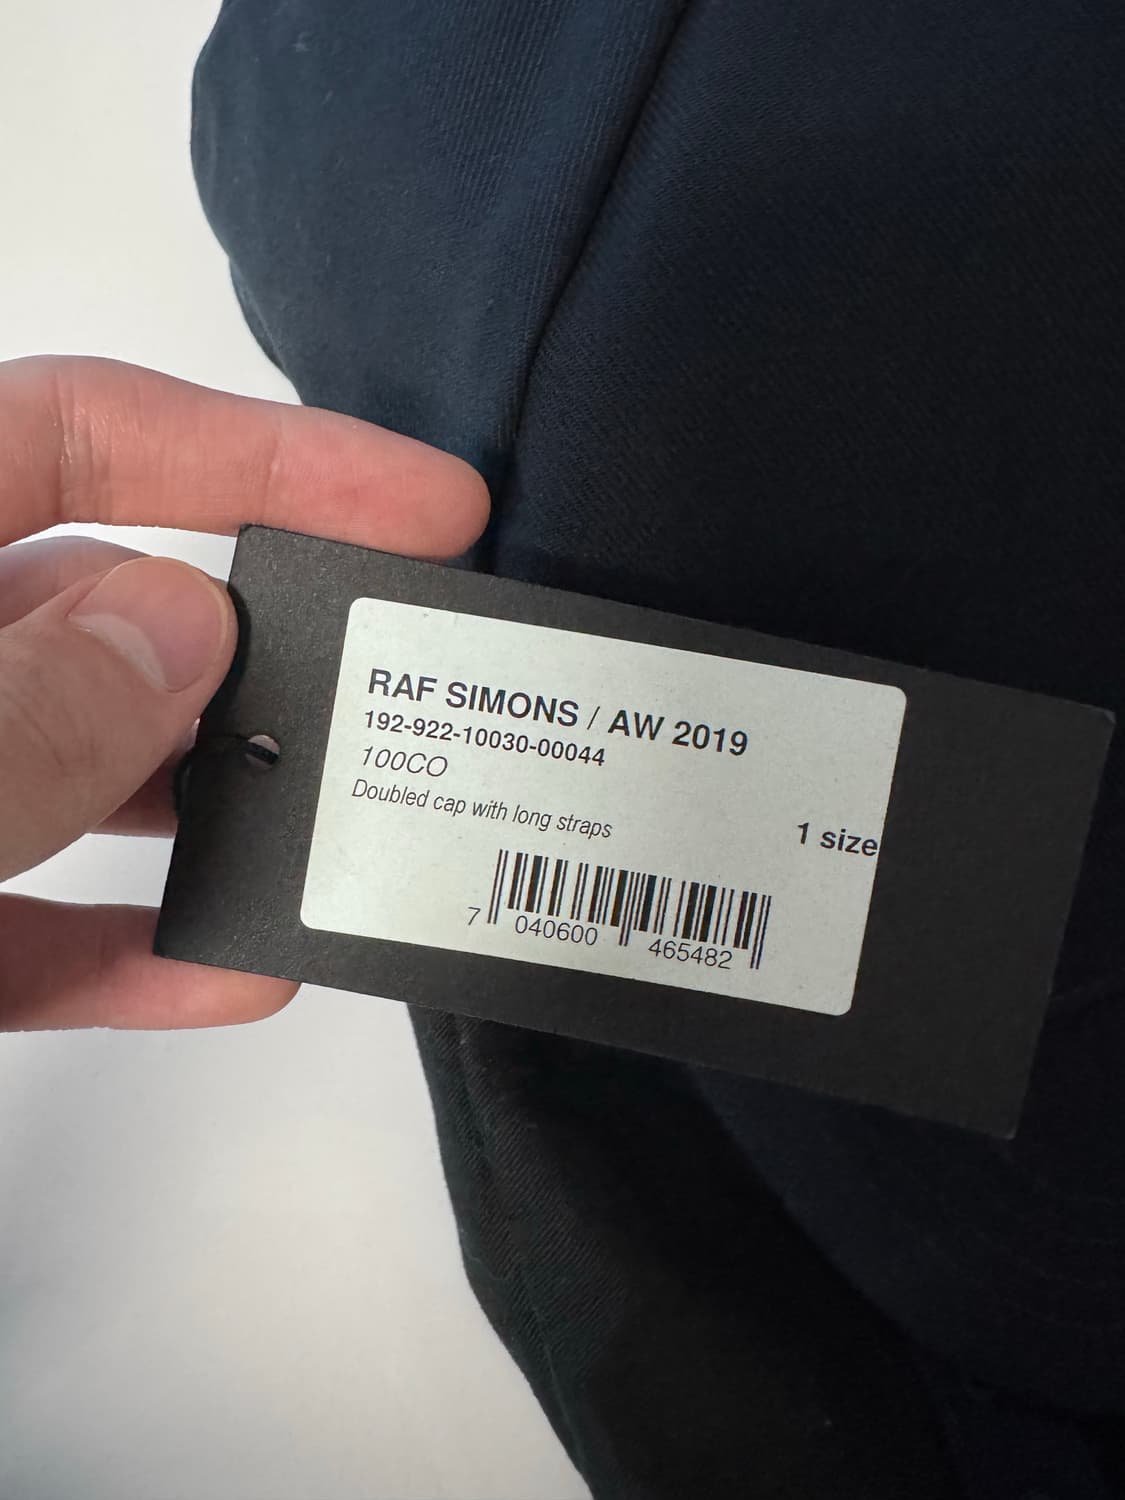 RAF SIMONS / AW 2019
192-922-10030-00044
100CO
Doubled cap with long straps
1 size
7 040600 465482